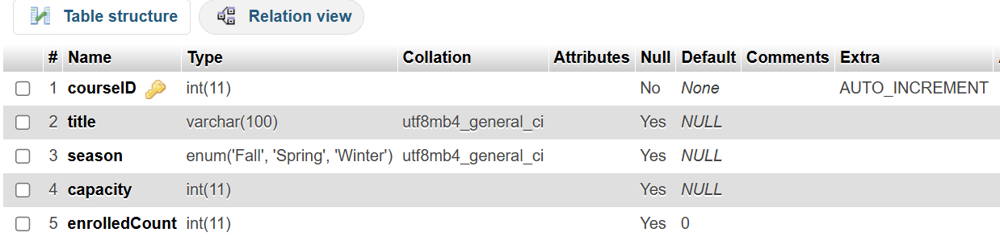 Table structure Relation view
# Name Type Collation Attributes Null Default Comments Extra
1 courseID int(11) No None AUTO_INCREMENT
2 title varchar(100) utf8mb4_general_ci Yes NULL
3 season enum('Fall', 'Spring', 'Winter') utf8mb4_general_ci Yes NULL
4 capacity int(11) Yes NULL
5 enrolledCount int(11) Yes 0